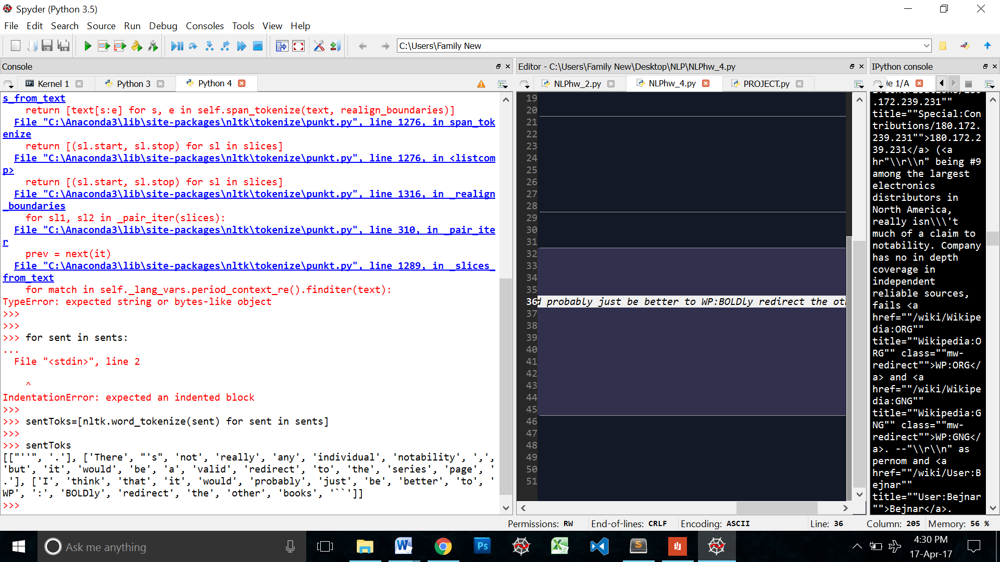 Spyder (Python 3.5)
File Edit Search Source Run Debug Consoles Tools View Help
C:\Users\Family New
Console
Kernel 1 Python 3 Python 4
s_from_text
return [text[s:e] for s, e in self.span_tokenize(text, realign_boundaries)]
File "C:\Anaconda3\lib\site-packages\nltk\tokenize\punkt.py", line 1276, in span_tok
enize
return [(sl.start, sl.stop) for sl in slices]
File "C:\Anaconda3\lib\site-packages\nltk\tokenize\punkt.py", line 1276, in <listcom
p>
return [(sl.start, sl.stop) for sl in slices]
File "C:\Anaconda3\lib\site-packages\nltk\tokenize\punkt.py", line 1316, in _realign
_boundaries
for sl1, sl2 in _pair_iter(slices):
File "C:\Anaconda3\lib\site-packages\nltk\tokenize\punkt.py", line 310, in _pair_ite
r
prev = next(it)
File "C:\Anaconda3\lib\site-packages\nltk\tokenize\punkt.py", line 1289, in _slices_
from_text
for match in self._lang_vars.period_context_re().finditer(text):
TypeError: expected string or bytes-like object
>>>
>>>
>>> for sent in sents:
...
File "<stdin>", line 2
^
IndentationError: expected an indented block
>>>
>>> sentToks=[nltk.word_tokenize(sent) for sent in sents]
>>>
>>> sentToks
[["''", '.'], ['There', "'s", 'not', 'really', 'any', 'individual', 'notability', ',',
'but', 'it', 'would', 'be', 'a', 'valid', 'redirect', 'to', 'the', 'series', 'page', '
.'], ['I', 'think', 'that', 'it', 'would', 'probably', 'just', 'be', 'better', 'to', '
WP', ':', 'BOLDly', 'redirect', 'the', 'other', 'books', '``']]
>>>
Editor - C:\Users\Family New\Desktop\NLP\NLPhw_4.py
NLPhw_2.py NLPhw_4.py PROJECT.py
19
20
21
22
23
24
25
26
27
28
29
30
31
32
33
34
35
36 d probably just be better to WP:BOLDly redirect the ot
37
38
39
40
41
42
43
44
45
46
47
48
49
50
51
IPython console
le 1/A
.172.239.231""
title=""Special:Con
tributions/180.172.
239.231"">180.172.2
39.231</a> (<a
hr"\\r\\n" being #9
among the largest
electronics
distributors in
North America,
really isn\\\'t
much of a claim to
notability. Company
has no in depth
coverage in
independent
reliable sources,
fails <a
href=""/wiki/Wikipe
dia:ORG""
title=""Wikipedia:O
RG"" class=""mw-
redirect"">WP:ORG</
a> and <a
href=""/wiki/Wikipe
dia:GNG""
title=""Wikipedia:G
NG"" class=""mw-
redirect"">WP:GNG</
a>. --"\\r\\n" as
pernom and <a
href=""/wiki/User:B
ejnar""
title=""User:Bejnar
"">Bejnar</a>.
Permissions: RW End-of-lines: CRLF Encoding: ASCII Line: 36 Column: 205 Memory: 56 %
Ask me anything
4:30 PM
17-Apr-17